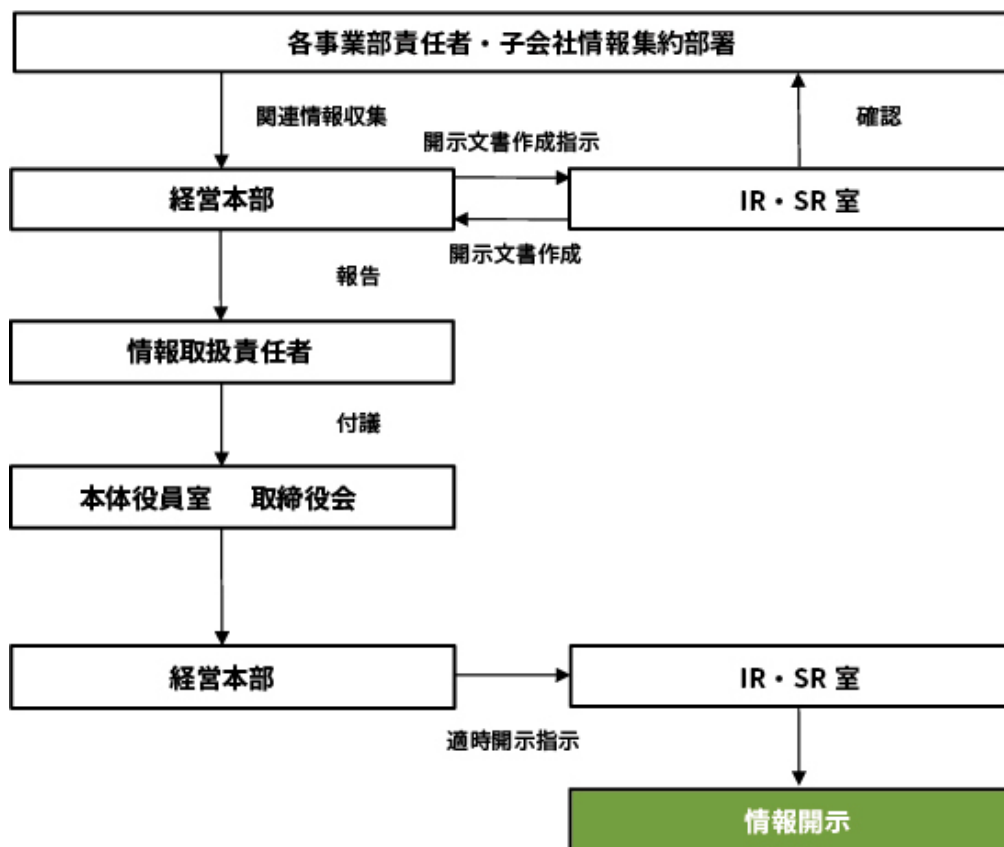 各事業部責任者・子会社情報集約部署
関連情報収集
確認
開示文書作成指示
経営本部
IR・SR 室
開示文書作成
報告
情報取扱責任者
付議
本体役員室 取締役会
経営本部
IR・SR 室
適時開示指示
情報開示